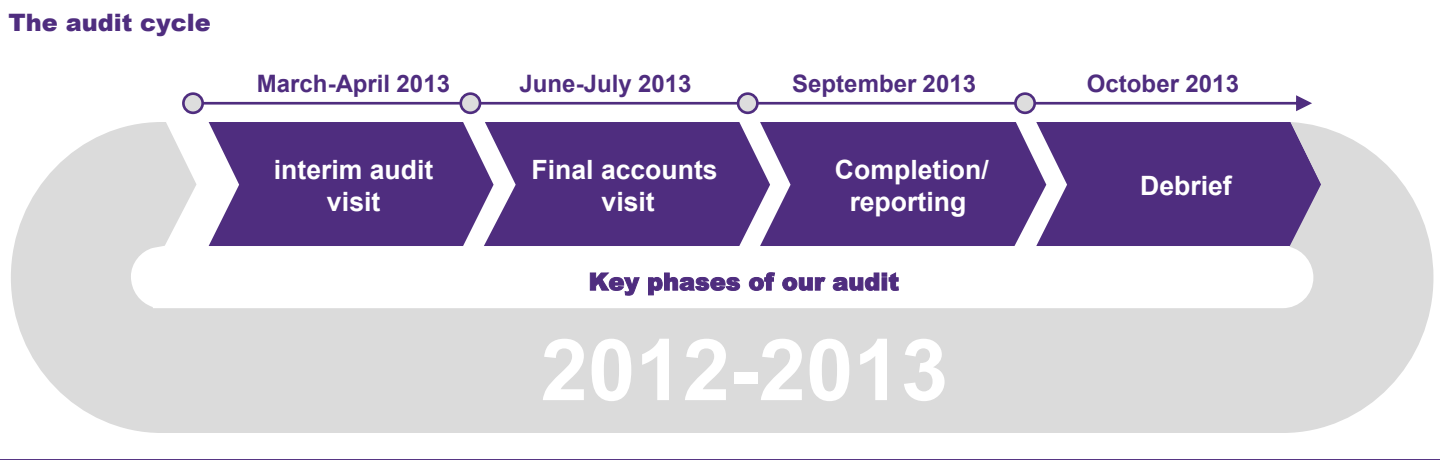 The audit cycle
March-April 2013
June-July 2013
September 2013
October 2013
interim audit
visit
Final accounts
visit
Completion/
reporting
Debrief
Key phases of our audit
2012-2013